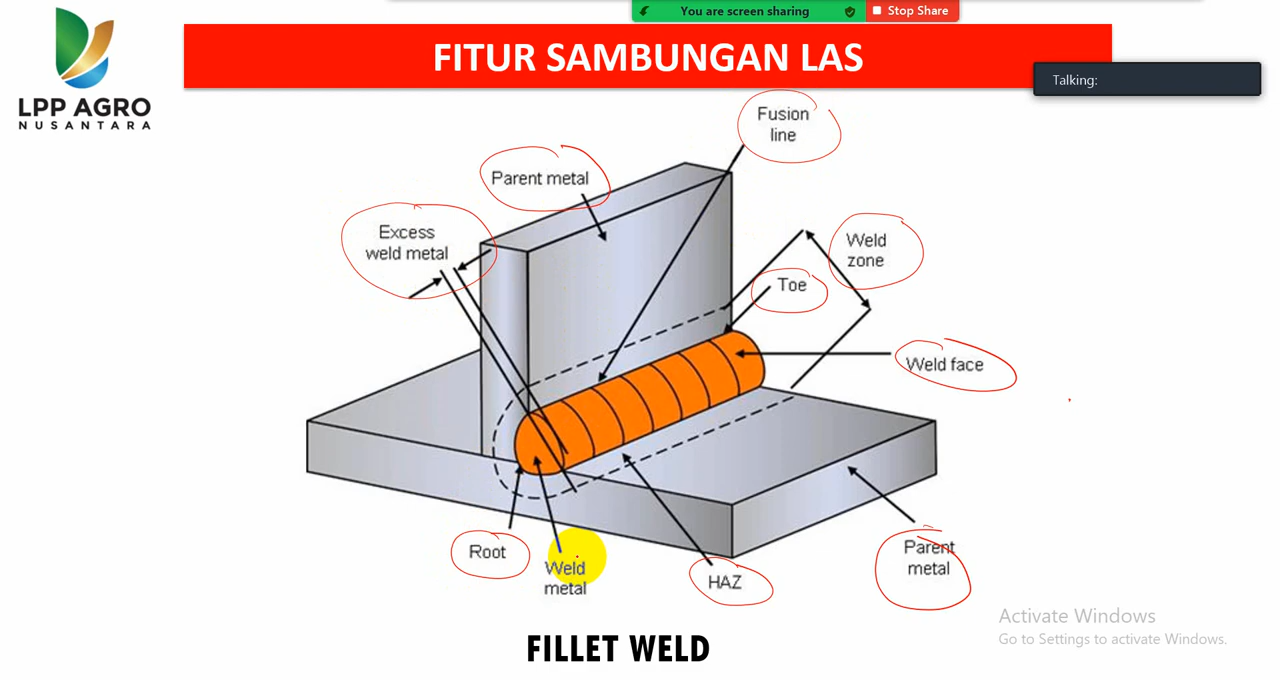 You are screen sharing
Stop Share
FITUR SAMBUNGAN LAS
LPP AGRO
NUSANTARA
Talking:
Fusion
line
Parent metal
Excess
weld metal
Weld
zone
Toe
Weld face
Root
Weld
metal
HAZ
Parent
metal
Activate Windows
Go to Settings to activate Windows.
FILLET WELD